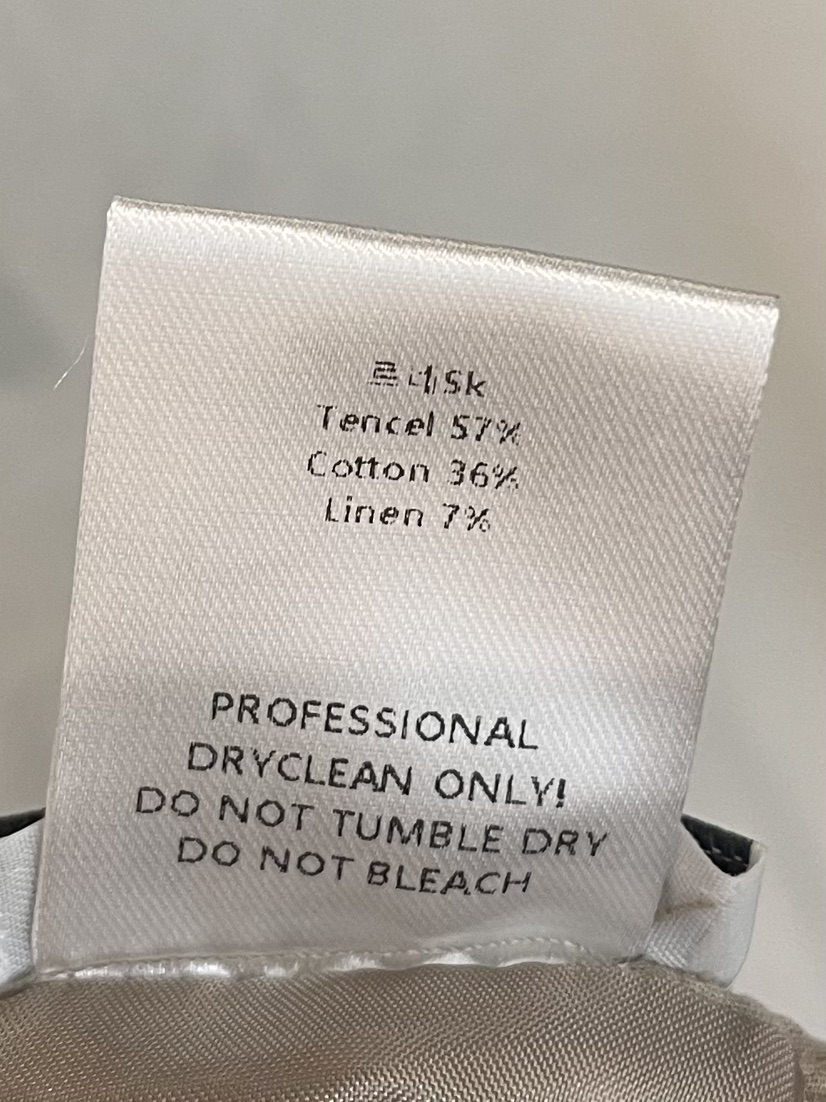 Tencel 57%
Cotton 36%
Linen 7%
PROFESSIONAL
DRYCLEAN ONLY!
DO NOT TUMBLE DRY
DO NOT BLEACH